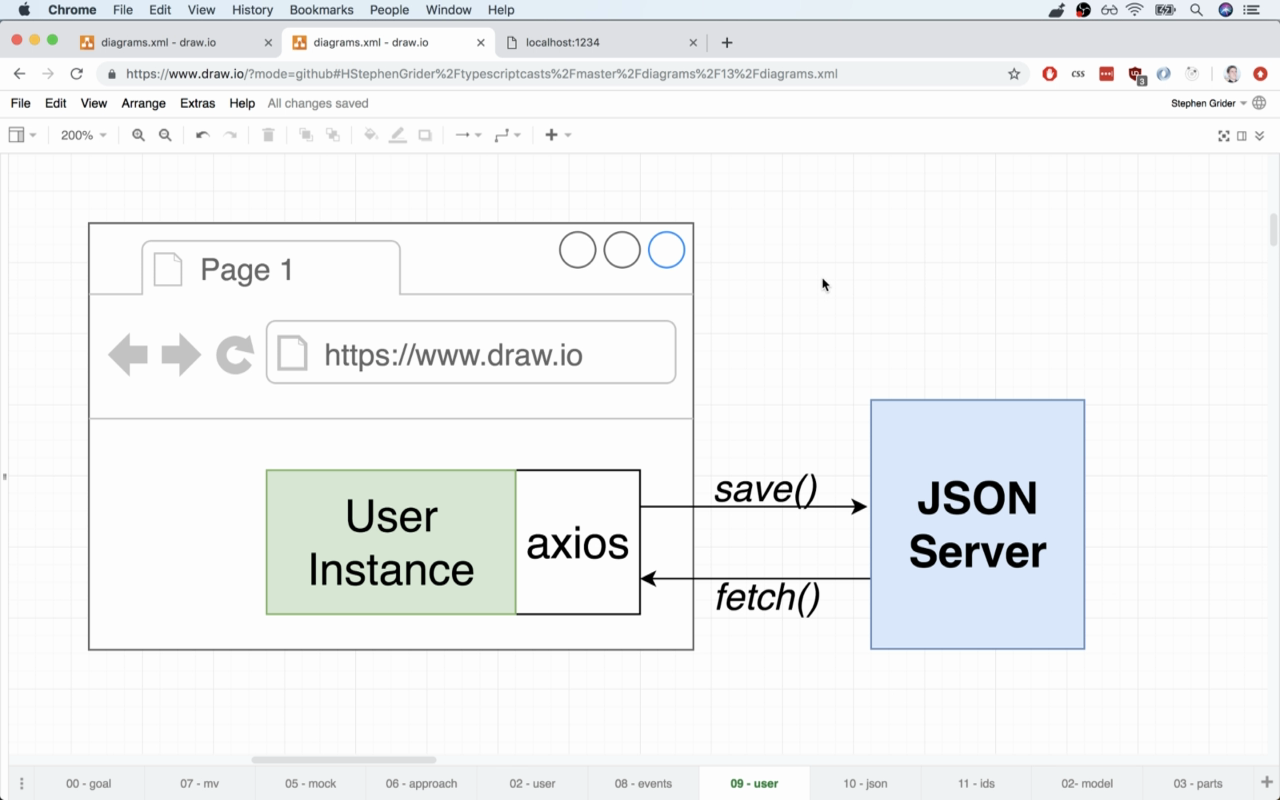 Chrome File Edit View History Bookmarks People Window Help
diagrams.xml - draw.io
diagrams.xml - draw.io
localhost:1234
https://www.draw.io/?mode=github#HStephenGrider%2Ftypescriptcasts%2Fmaster%2Fdiagrams%2F13%2Fdiagrams.xml
CSS
3
File Edit View Arrange Extras Help All changes saved
Stephen Grider
200%
Page 1
https://www.draw.io
User
Instance
axios
save()
fetch()
JSON
Server
00 - goal
07 - mv
05 - mock
06 - approach
02 - user
08 - events
09 - user
10 - json
11 - ids
02- model
03 - parts